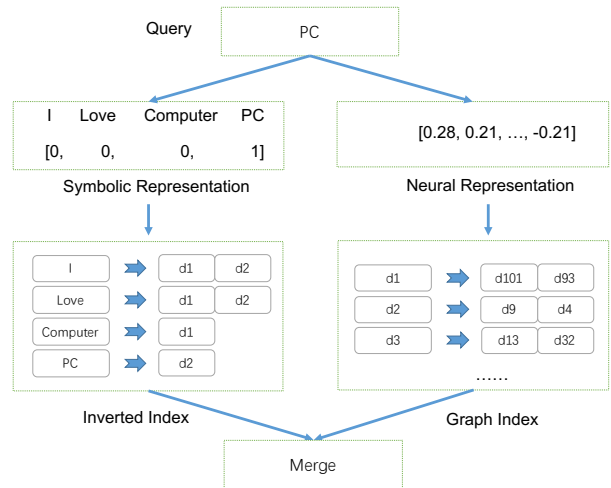 Query
PC
I Love Computer PC
[0, 0, 0, 1]
Symbolic Representation
[0.28, 0.21, …, -0.21]
Neural Representation
I d1 d2
Love d1 d2
Computer d1
PC d2
Inverted Index
d1 d101 d93
d2 d9 d4
d3 d13 d32
……
Graph Index
Merge